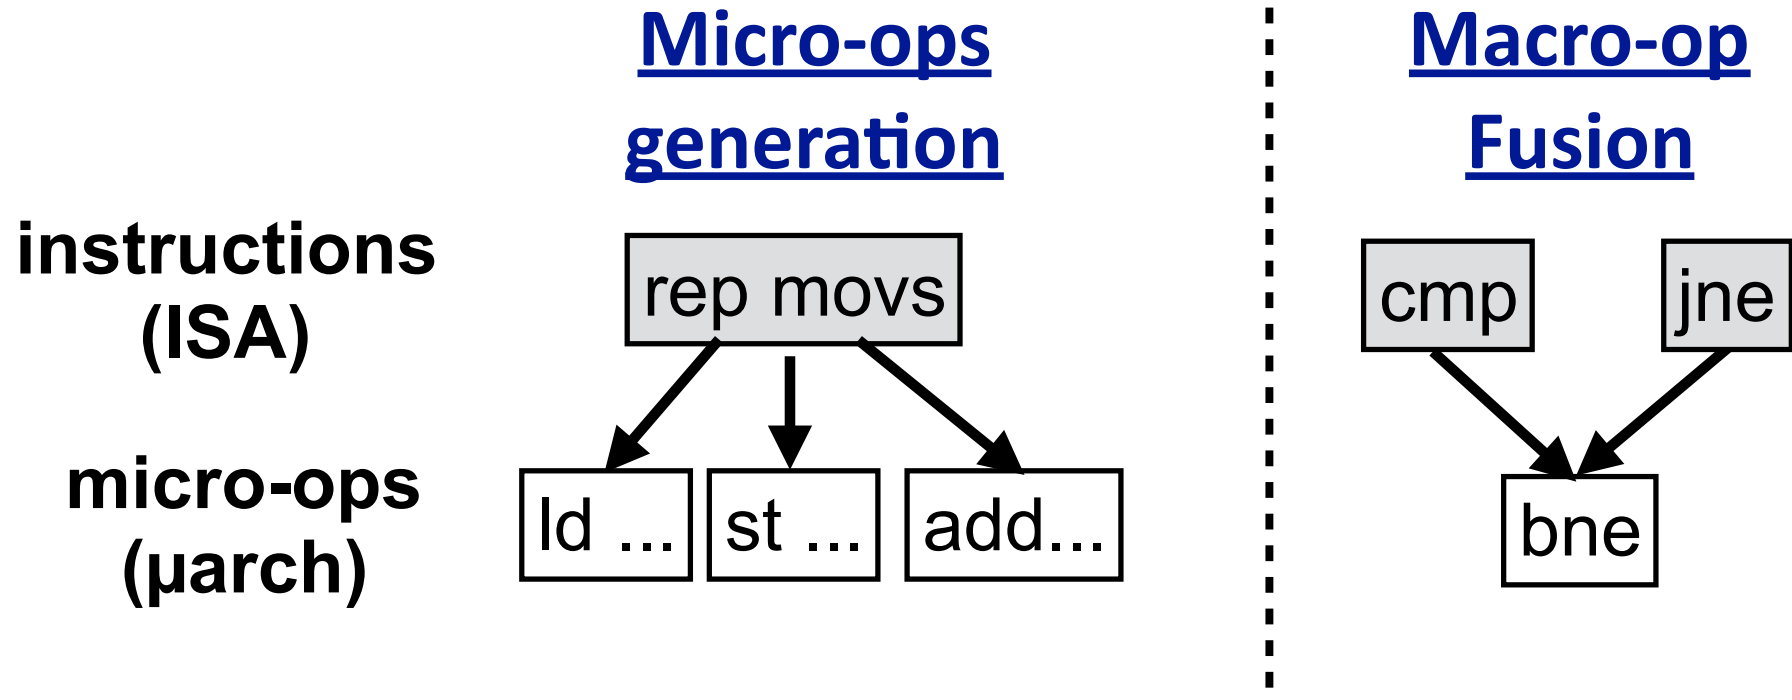 Micro-ops
generation
Macro-op
Fusion
instructions
(ISA)
rep movs
cmp
jne
micro-ops
(µarch)
ld ...
st ...
add...
bne